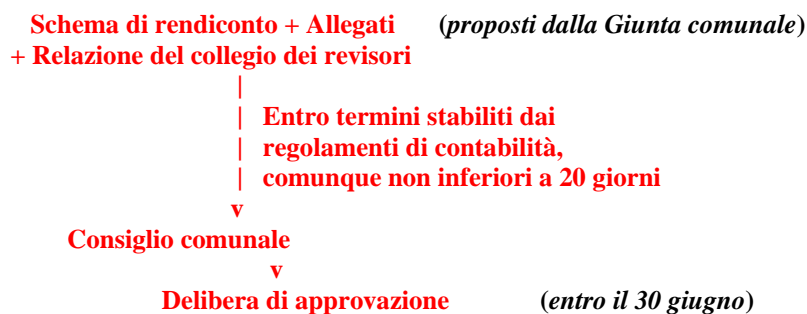 Schema di rendiconto + Allegati (proposti dalla Giunta comunale)
+ Relazione del collegio dei revisori
|
| Entro termini stabiliti dai
| regolamenti di contabilità,
| comunque non inferiori a 20 giorni
v
Consiglio comunale
v
Delibera di approvazione (entro il 30 giugno)